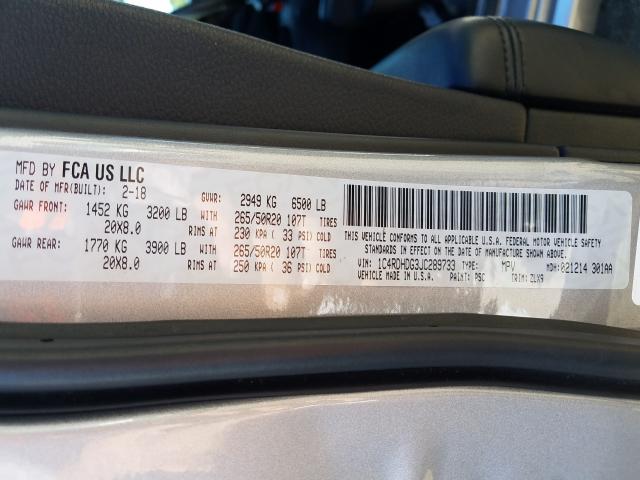 MFD BY FCA US LLC
DATE OF MFR(BUILT): 2-18 GVWR: 2949 KG 6500 LB
GAWR FRONT: 1452 KG 3200 LB WITH 265/50R20 107T TIRES
20X8.0 RIMS AT 230 KPA ( 33 PSI) COLD
GAWR REAR: 1770 KG 3900 LB WITH 265/50R20 107T TIRES
20X8.0 RIMS AT 250 KPA ( 36 PSI) COLD
THIS VEHICLE CONFORMS TO ALL APPLICABLE U.S.A. FEDERAL MOTOR VEHICLE SAFETY
STANDARDS IN EFFECT ON THE DATE OF MANUFACTURE SHOWN ABOVE.
VIN: 1C4RDHDG3JC289733 TYPE: MPV MDH: 021214 301AA
VEHICLE MADE IN U.S.A. PAINT: PSC TRIM: ZLX9